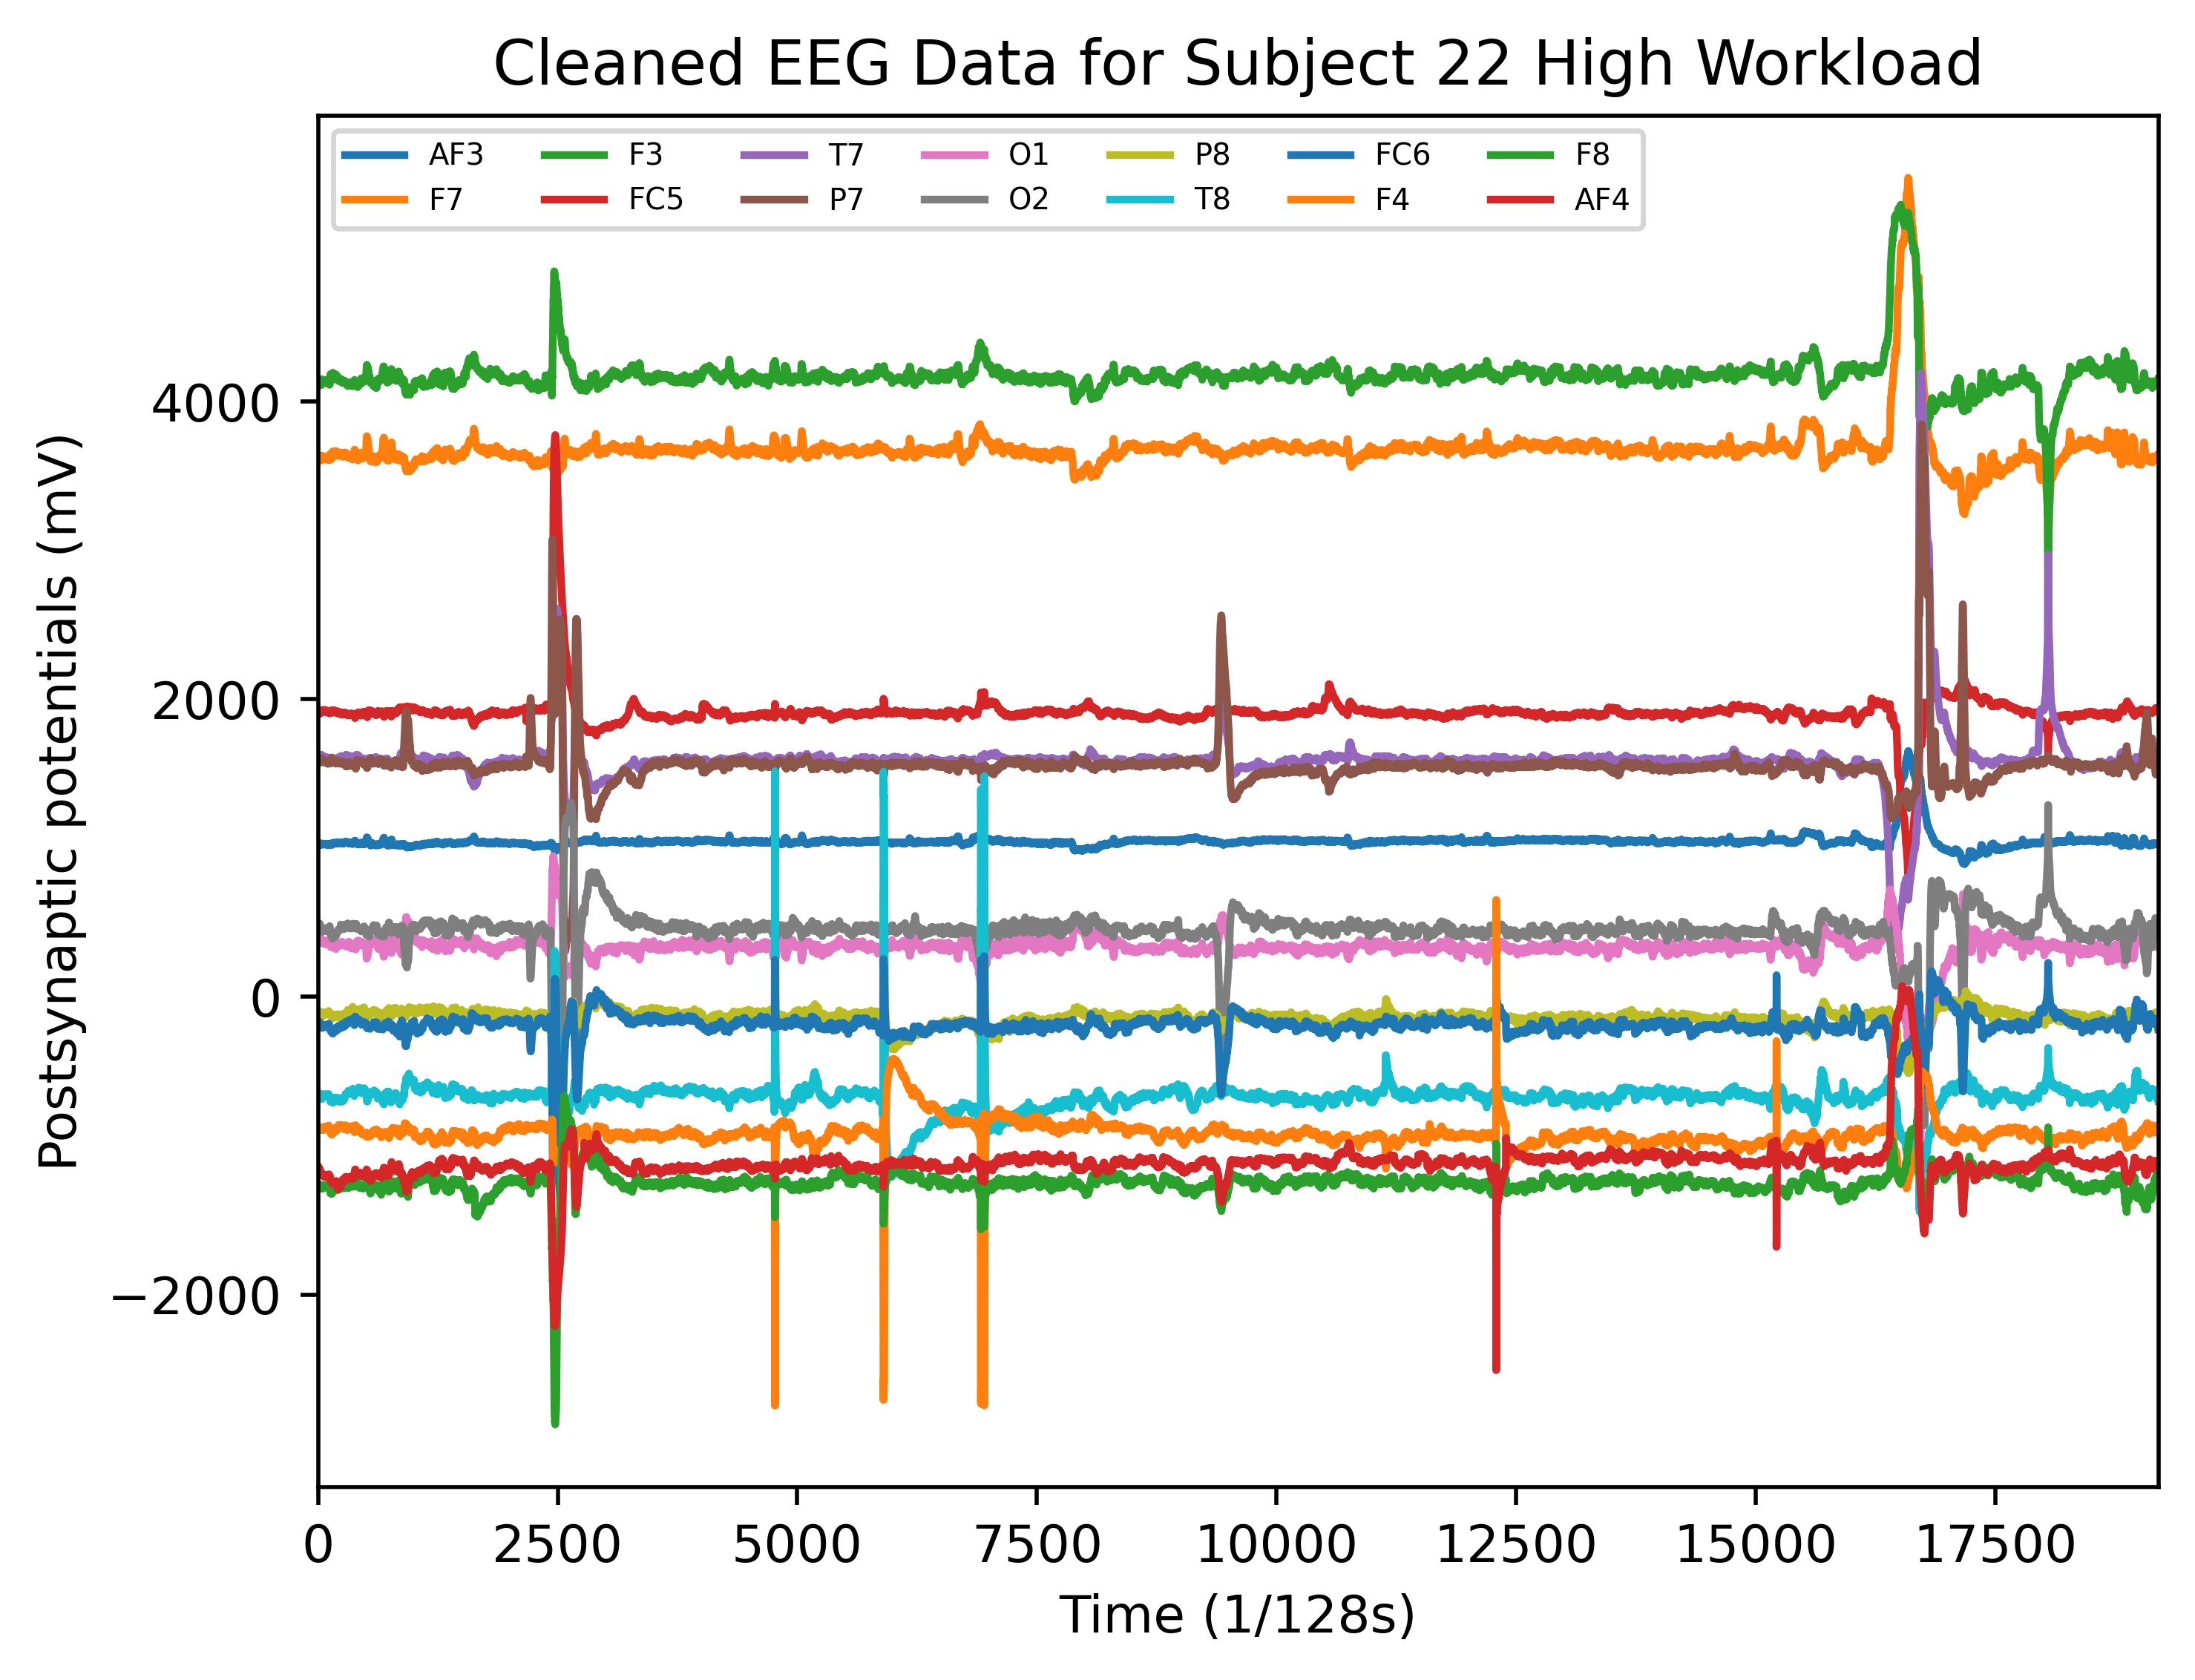 Cleaned EEG Data for Subject 22 High Workload
AF3 F3 T7 O1 P8 FC6 F8
F7 FC5 P7 O2 T8 F4 AF4
Postsynaptic potentials (mV)
4000
2000
0
−2000
0 2500 5000 7500 10000 12500 15000 17500
Time (1/128s)